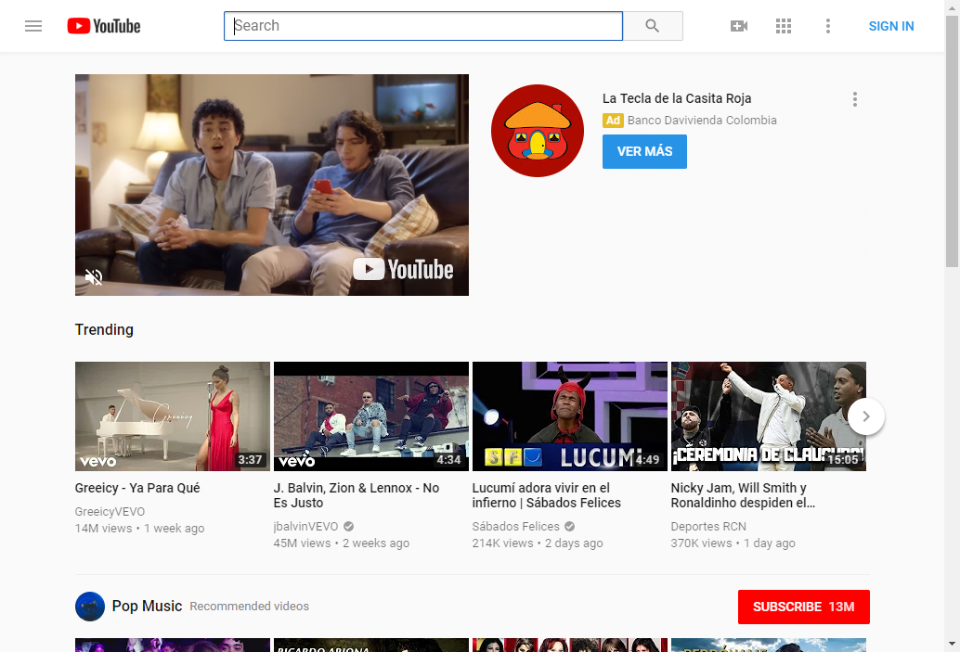 YouTube
Search
SIGN IN
YouTube
La Tecla de la Casita Roja
Ad Banco Davivienda Colombia
VER MÁS
Trending
Greeicy
vevo
3:37
vevo
4:34
SFC LUCUMÍ
4:49
¡CEREMONIA DE CLAUSURA!
15:05
Greeicy - Ya Para Qué
GreeicyVEVO
14M views • 1 week ago
J. Balvin, Zion & Lennox - No
Es Justo
jbalvinVEVO
45M views • 2 weeks ago
Lucumí adora vivir en el
infierno | Sábados Felices
Sábados Felices
214K views • 2 days ago
Nicky Jam, Will Smith y
Ronaldinho despiden el...
Deportes RCN
370K views • 1 day ago
Pop Music Recommended videos
SUBSCRIBE 13M
RICARDO ARJONA